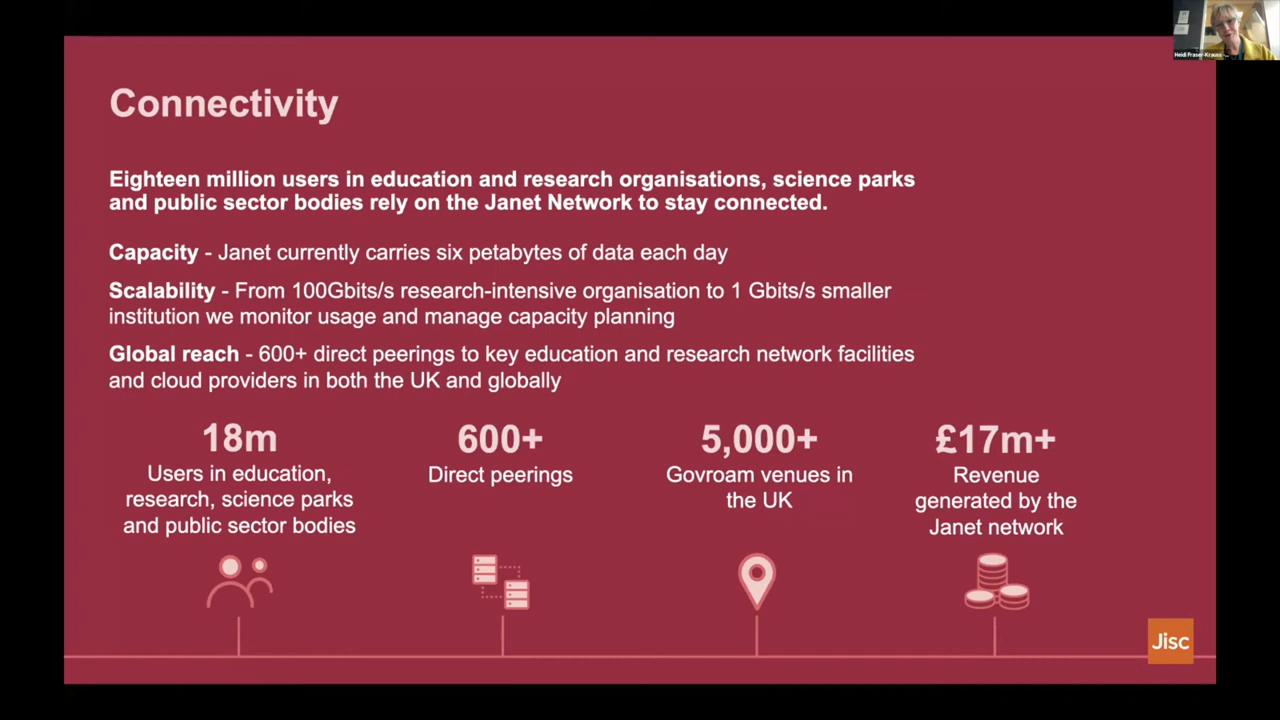 Heidi Fraser-Krauss
Connectivity
Eighteen million users in education and research organisations, science parks
and public sector bodies rely on the Janet Network to stay connected.
Capacity - Janet currently carries six petabytes of data each day
Scalability - From 100Gbits/s research-intensive organisation to 1 Gbits/s smaller
institution we monitor usage and manage capacity planning
Global reach - 600+ direct peerings to key education and research network facilities
and cloud providers in both the UK and globally
18m
Users in education,
research, science parks
and public sector bodies
600+
Direct peerings
5,000+
Govroam venues in
the UK
£17m+
Revenue
generated by the
Janet network
Jisc